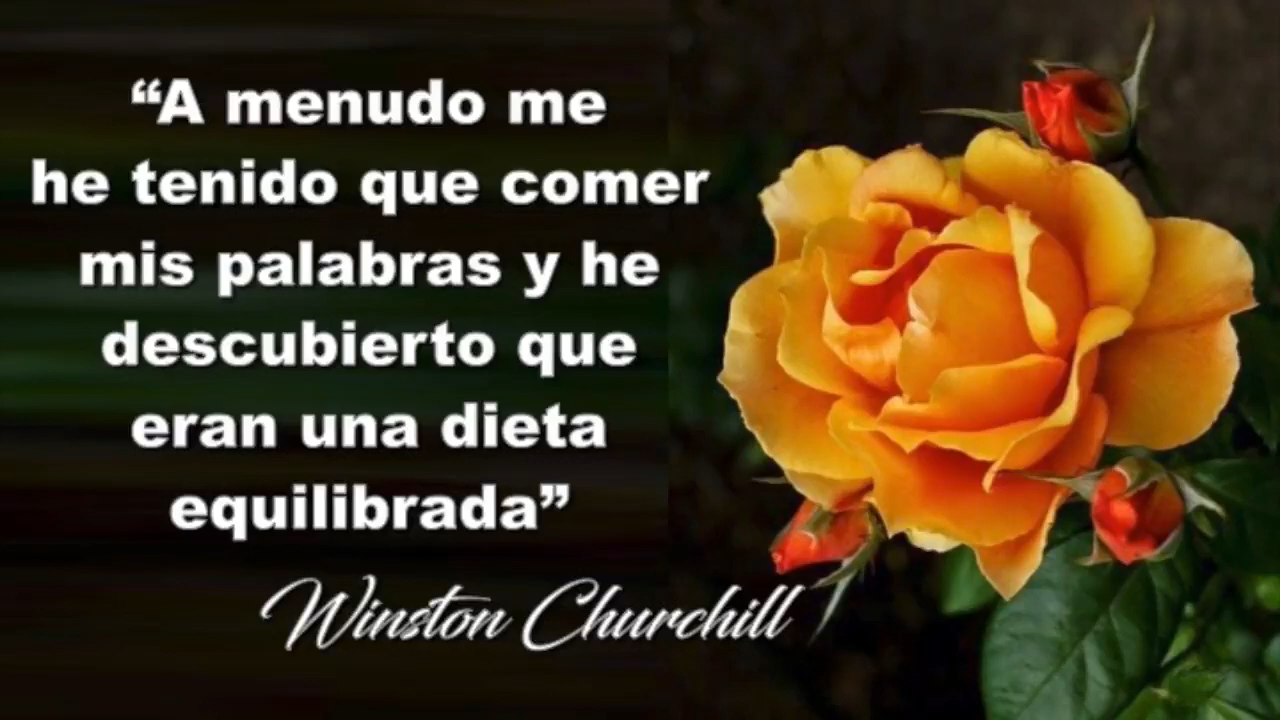 “A menudo me
he tenido que comer
mis palabras y he
descubierto que
eran una dieta
equilibrada”
Winston Churchill